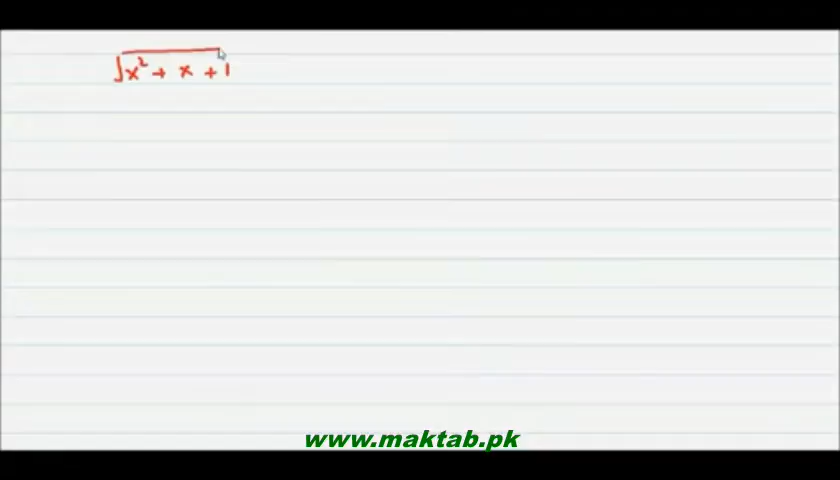 √x² + x + 1
www.maktab.pk